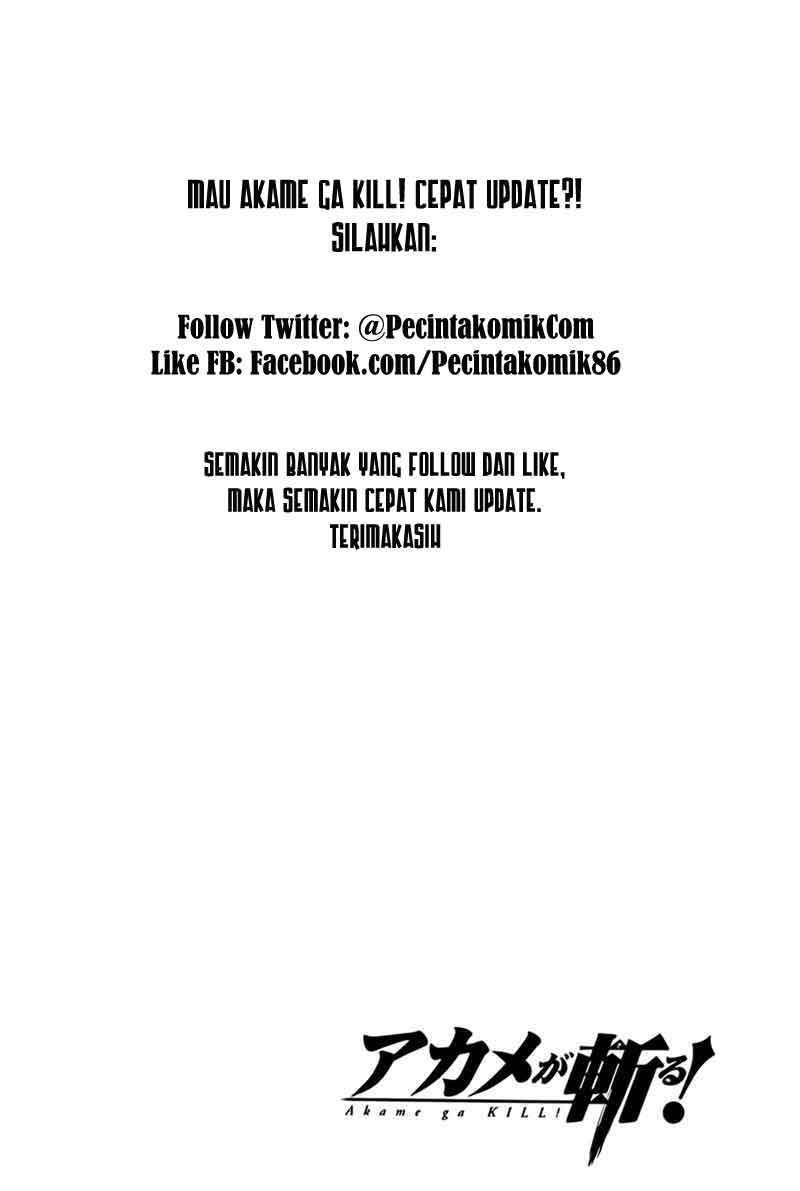 MAU AKAME GA KILL! CEPAT UPDATE?!
SILAHKAN:
Follow Twitter: @PecintakomikCom
Like FB: Facebook.com/Pecintakomik86
SEMAKIN BANYAK YANG FOLLOW DAN LIKE,
MAKA SEMAKIN CEPAT KAMI UPDATE.
TERIMAKASIH
アカメが斬る!
Akame ga KILL!